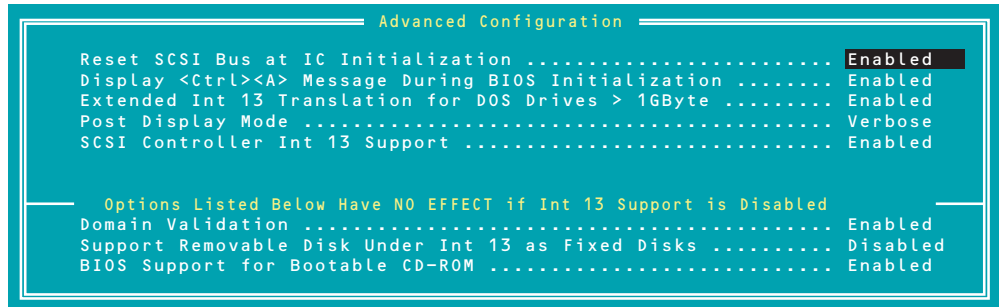 Advanced Configuration
Reset SCSI Bus at IC Initialization ......................... Enabled
Display <Ctrl><A> Message During BIOS Initialization ........ Enabled
Extended Int 13 Translation for DOS Drives > 1GByte ......... Enabled
Post Display Mode ........................................... Verbose
SCSI Controller Int 13 Support .............................. Enabled
Options Listed Below Have NO EFFECT if Int 13 Support is Disabled
Domain Validation ........................................... Enabled
Support Removable Disk Under Int 13 as Fixed Disks .......... Disabled
BIOS Support for Bootable CD-ROM ............................ Enabled